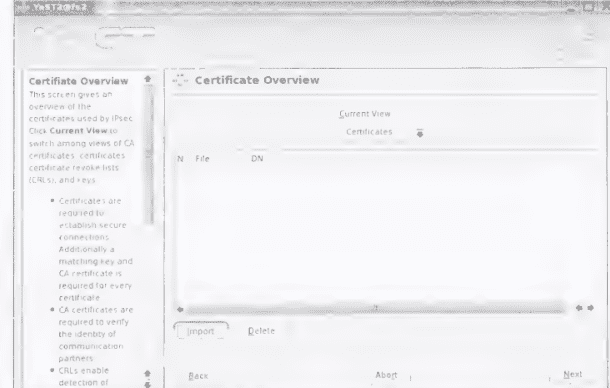 YaST2@fs2
Certifiate Overview
This screen gives an
overview of the
certificates used by IPsec.
Click Current View to
switch among views of CA
certificates, certificates,
certificate revoke lists
(CRLs), and keys.
Certificates are
required to
establish secure
connections.
Additionally a
matching key and
CA certificate is
required for every
certificate
CA certificates are
required to verify
the identity of
communication
partners
CRLs enable
detection of
Certificate Overview
Current View
Certificates
N File DN
Import Delete
Back Abort Next